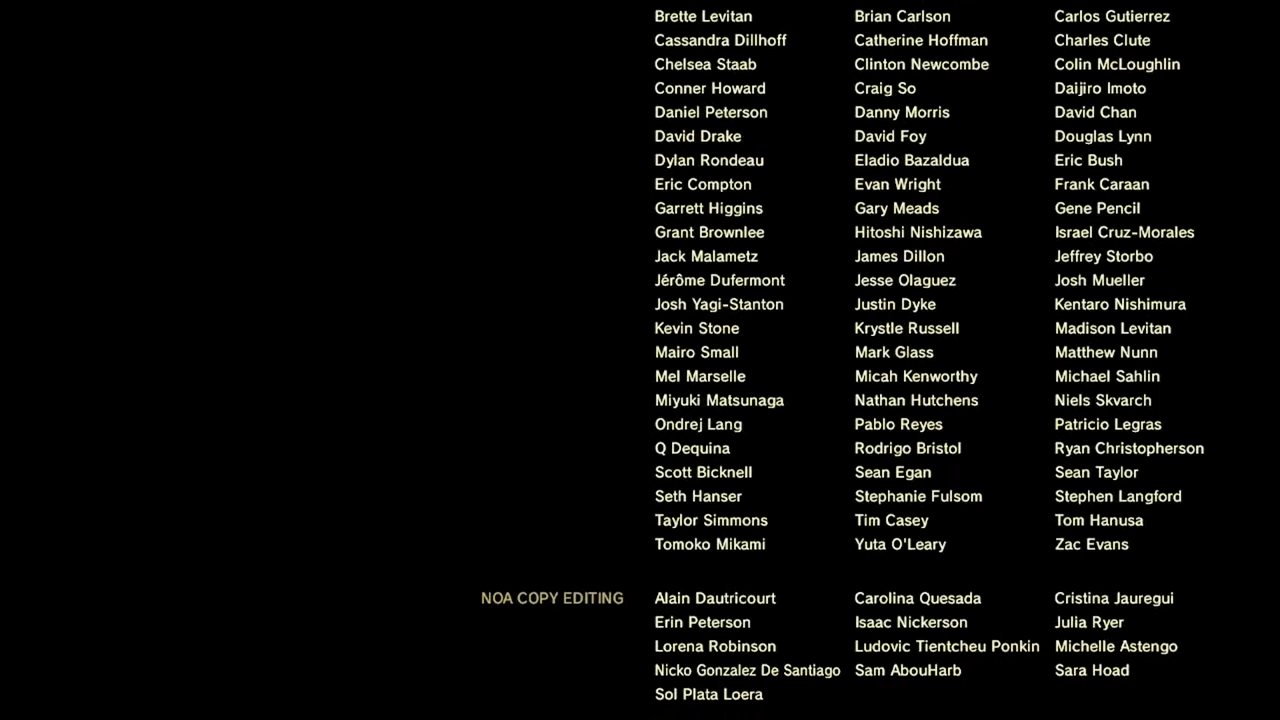 Brette Levitan Brian Carlson Carlos Gutierrez
Cassandra Dillhoff Catherine Hoffman Charles Clute
Chelsea Staab Clinton Newcombe Colin McLoughlin
Conner Howard Craig So Daijiro Imoto
Daniel Peterson Danny Morris David Chan
David Drake David Foy Douglas Lynn
Dylan Rondeau Eladio Bazaldua Eric Bush
Eric Compton Evan Wright Frank Caraan
Garrett Higgins Gary Meads Gene Pencil
Grant Brownlee Hitoshi Nishizawa Israel Cruz-Morales
Jack Malametz James Dillon Jeffrey Storbo
Jérôme Dufermont Jesse Olaguez Josh Mueller
Josh Yagi-Stanton Justin Dyke Kentaro Nishimura
Kevin Stone Krystle Russell Madison Levitan
Mairo Small Mark Glass Matthew Nunn
Mel Marselle Micah Kenworthy Michael Sahlin
Miyuki Matsunaga Nathan Hutchens Niels Skvarch
Ondrej Lang Pablo Reyes Patricio Legras
Q Dequina Rodrigo Bristol Ryan Christopherson
Scott Bicknell Sean Egan Sean Taylor
Seth Hanser Stephanie Fulsom Stephen Langford
Taylor Simmons Tim Casey Tom Hanusa
Tomoko Mikami Yuta O'Leary Zac Evans
NOA COPY EDITING Alain Dautricourt Carolina Quesada Cristina Jauregui
Erin Peterson Isaac Nickerson Julia Ryer
Lorena Robinson Ludovic Tientcheu Ponkin Michelle Astengo
Nicko Gonzalez De Santiago Sam AbouHarb Sara Hoad
Sol Plata Loera